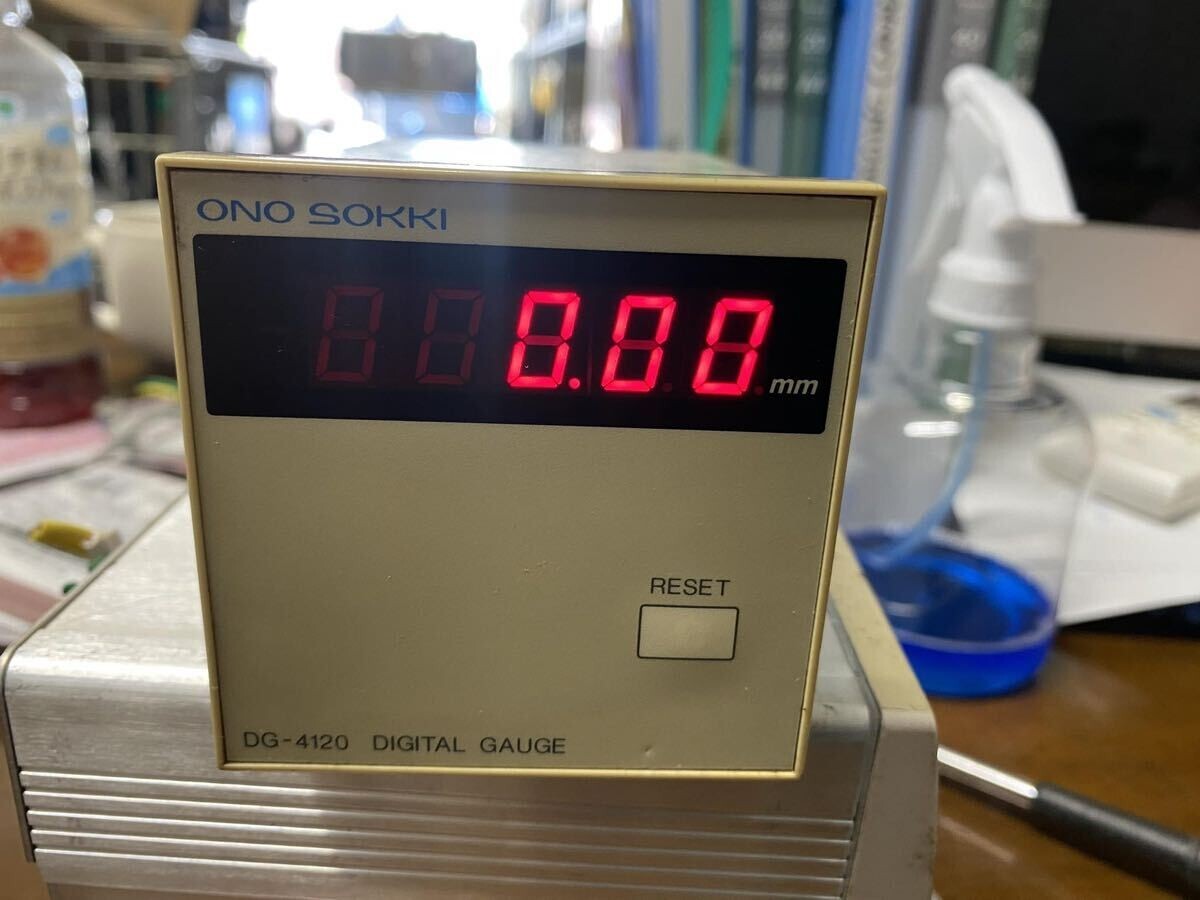 ONO SOKKI
0.00 mm
RESET
DG-4120 DIGITAL GAUGE